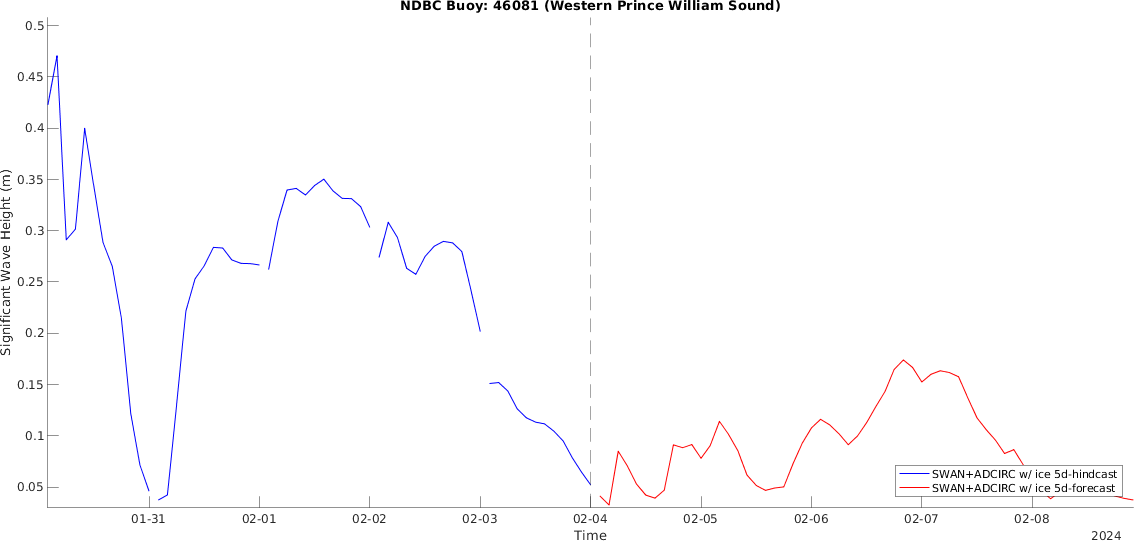 NDBC Buoy: 46081 (Western Prince William Sound)
0.5
0.45
0.4
0.35
0.3
0.25
0.2
0.15
0.1
0.05
Significant Wave Height (m)
SWAN+ADCIRC w/ ice 5d-hindcast
SWAN+ADCIRC w/ ice 5d-forecast
01-31 02-01 02-02 02-03 02-04 02-05 02-06 02-07 02-08
Time
2024